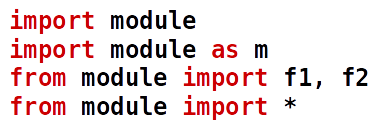 import module
import module as m
from module import f1, f2
from module import *